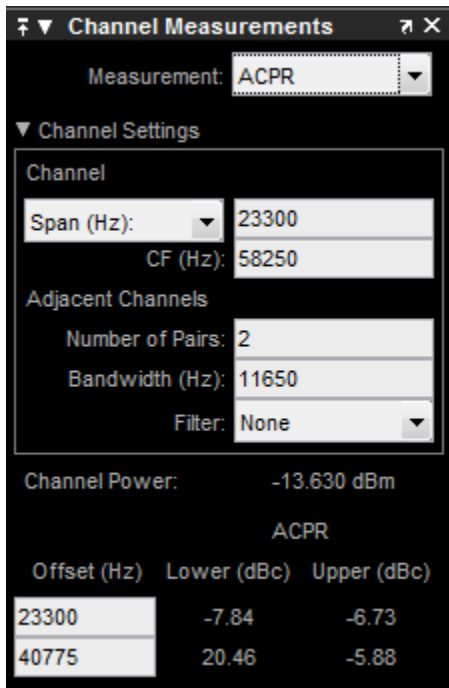 Channel Measurements
Measurement: ACPR
Channel Settings
Channel
Span (Hz): 23300
CF (Hz): 58250
Adjacent Channels
Number of Pairs: 2
Bandwidth (Hz): 11650
Filter: None
Channel Power: -13.630 dBm
ACPR
Offset (Hz) Lower (dBc) Upper (dBc)
23300 -7.84 -6.73
40775 20.46 -5.88